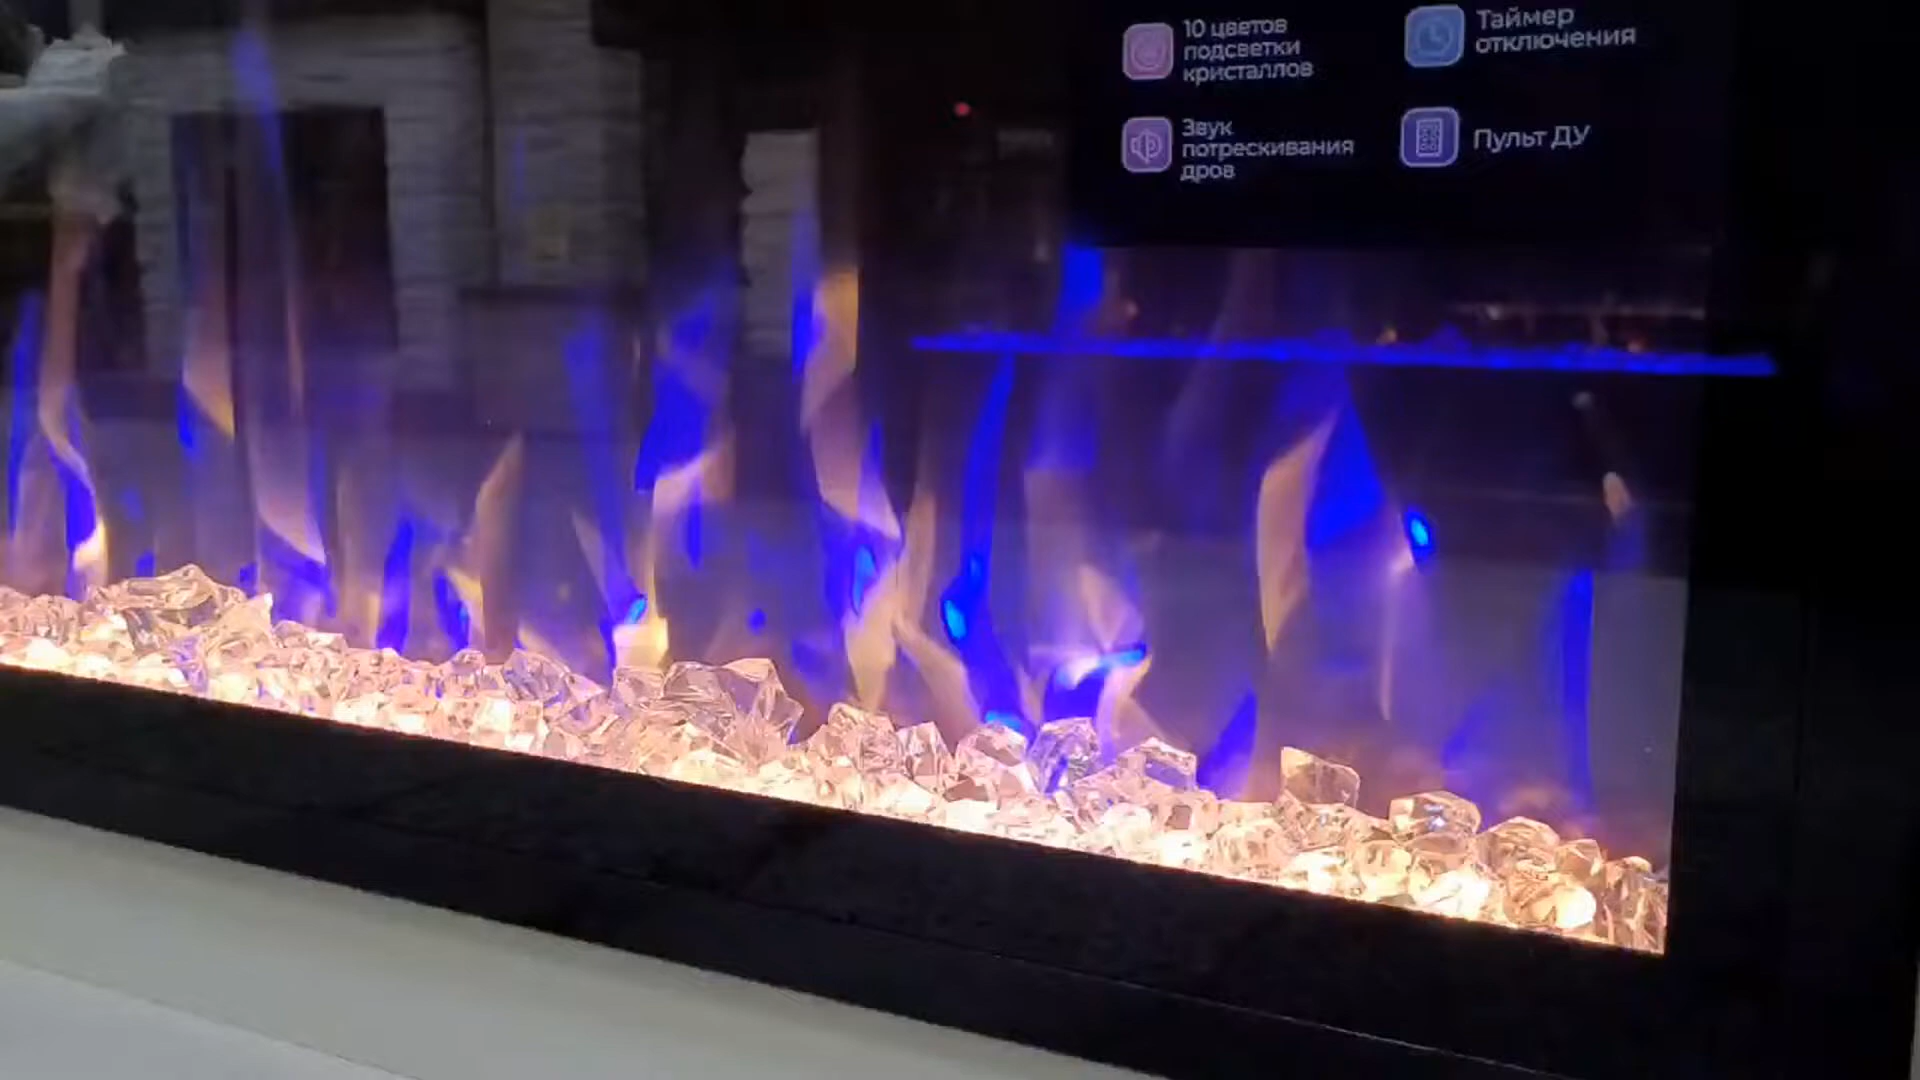 10 цветов
подсветки
кристаллов
Таймер
отключения
Звук
потрескивания
дров
Пульт ДУ